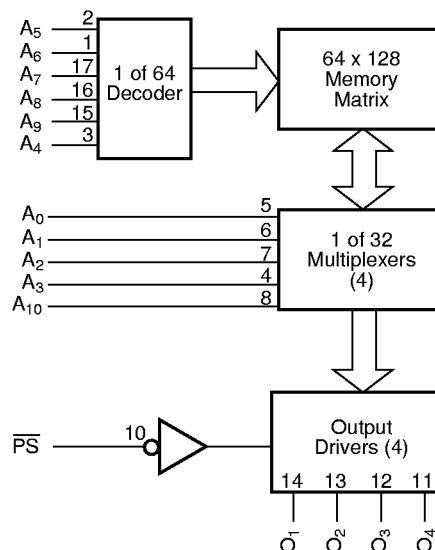 A5 2
A6 1
A7 17
A8 16
A9 15
A4 3
1 of 64
Decoder
64 x 128
Memory
Matrix
A0 5
A1 6
A2 7
A3 4
A10 8
1 of 32
Multiplexers
(4)
PS 10
Output
Drivers (4)
14 13 12 11
O1 O2 O3 O4